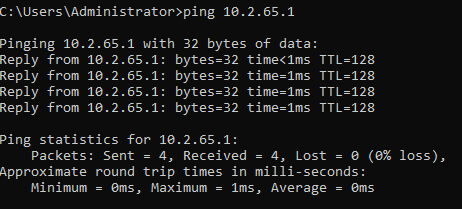 C:\Users\Administrator>ping 10.2.65.1
Pinging 10.2.65.1 with 32 bytes of data:
Reply from 10.2.65.1: bytes=32 time<1ms TTL=128
Reply from 10.2.65.1: bytes=32 time=1ms TTL=128
Reply from 10.2.65.1: bytes=32 time=1ms TTL=128
Reply from 10.2.65.1: bytes=32 time=1ms TTL=128
Ping statistics for 10.2.65.1:
    Packets: Sent = 4, Received = 4, Lost = 0 (0% loss),
Approximate round trip times in milli-seconds:
    Minimum = 0ms, Maximum = 1ms, Average = 0ms